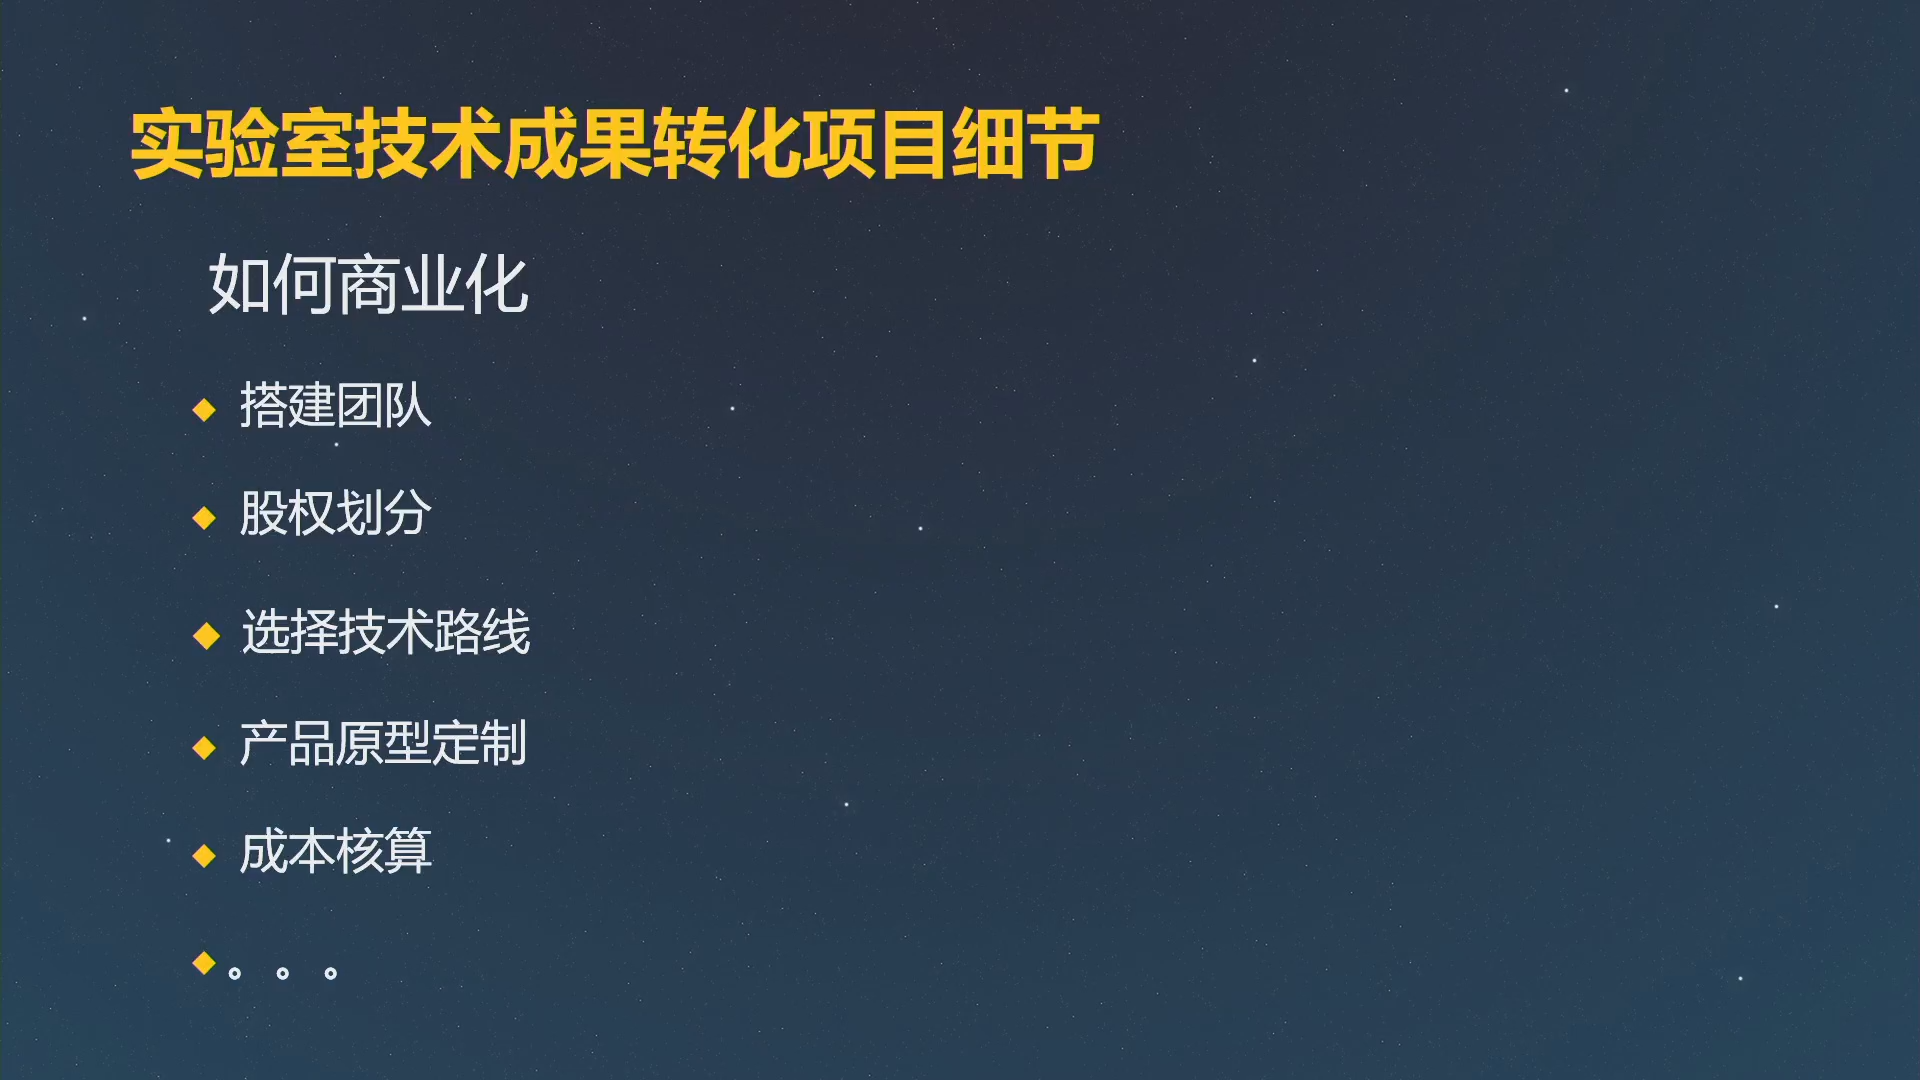 实验室技术成果转化项目细节
如何商业化
◆ 搭建团队
◆ 股权划分
◆ 选择技术路线
◆ 产品原型定制
◆ 成本核算
◆ 。。。